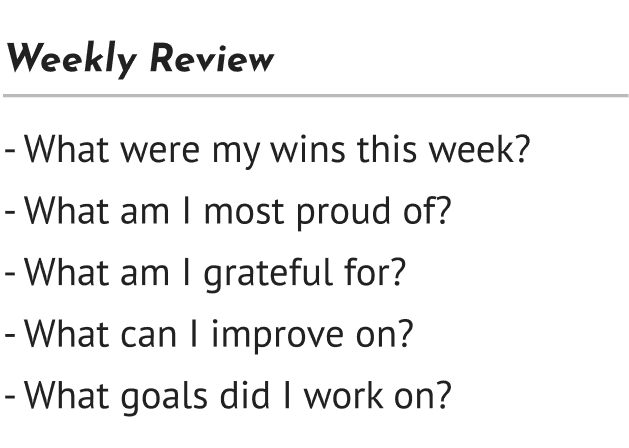 Weekly Review
- What were my wins this week?
- What am I most proud of?
- What am I grateful for?
- What can I improve on?
- What goals did I work on?